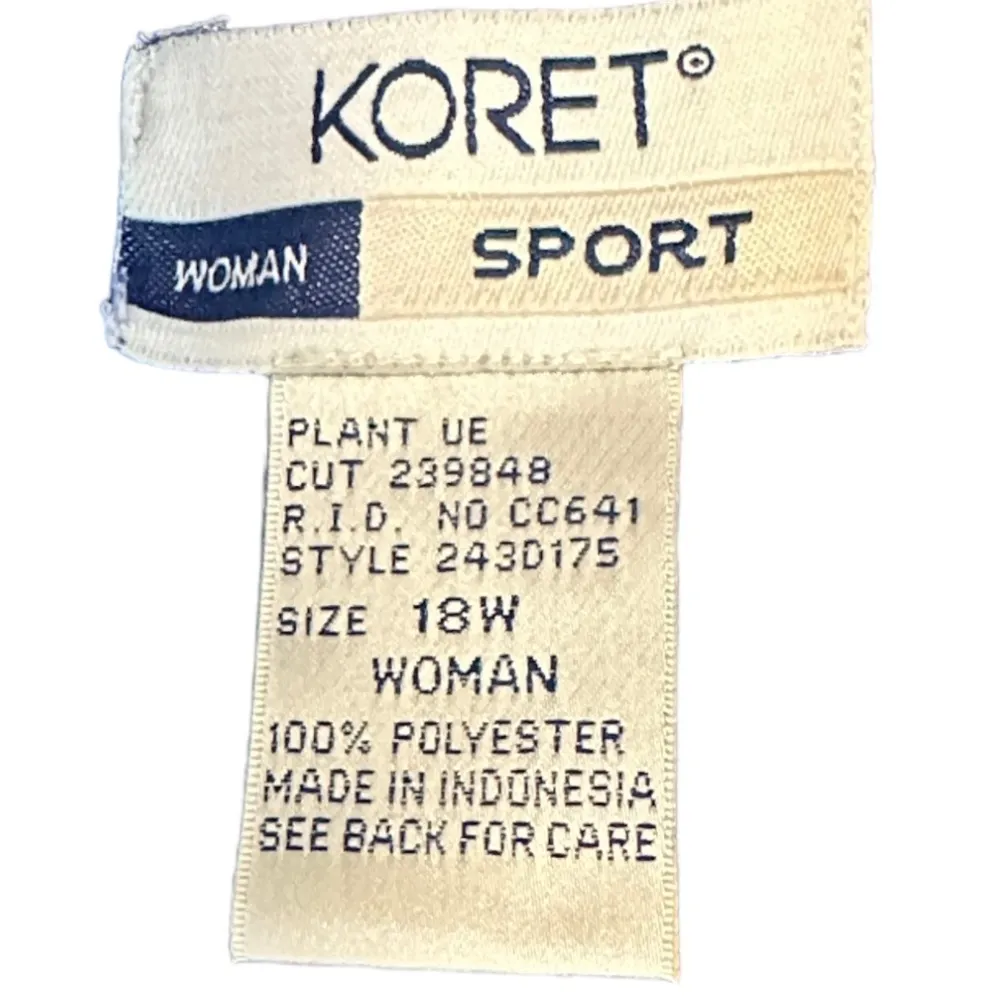 KORET®
WOMAN SPORT
PLANT UE
CUT 239848
R.I.D. NO CC641
STYLE 243D175
SIZE 18W
WOMAN
100% POLYESTER
MADE IN INDONESIA
SEE BACK FOR CARE